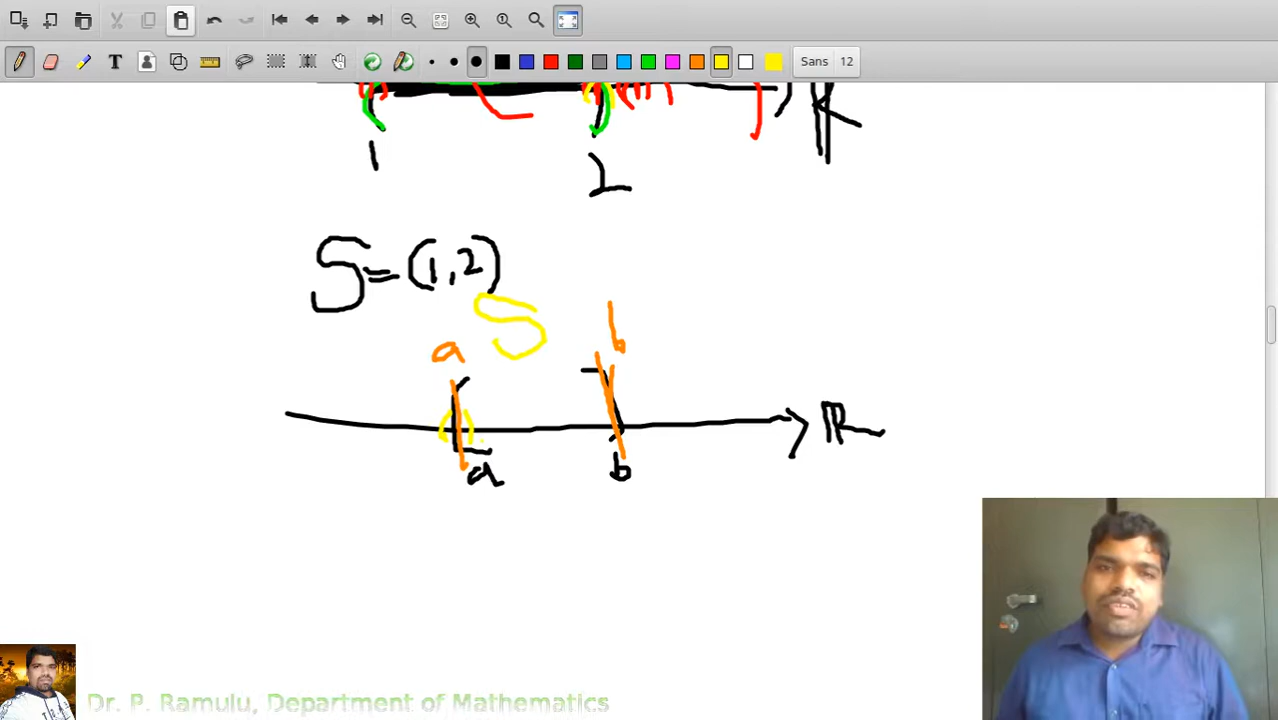 Sans 12
ℝ
1 2
S=(1,2)
S
a b
ℝ
a b
Dr. P. Ramulu, Department of Mathematics